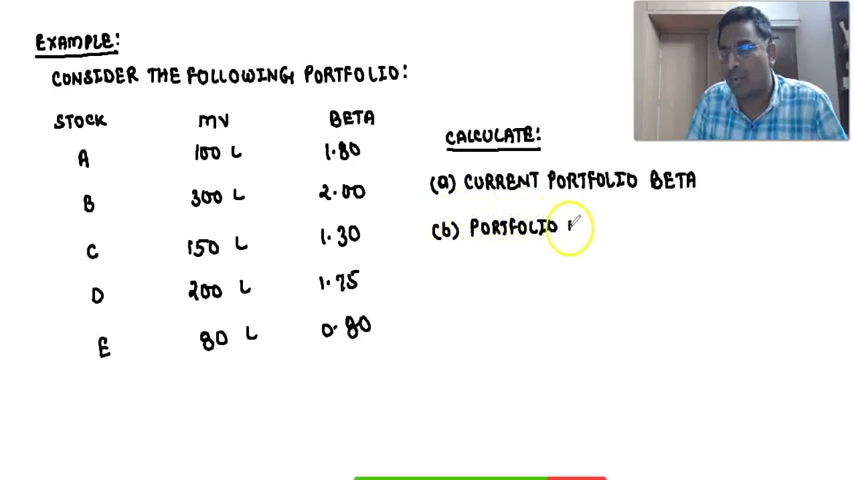 EXAMPLE:
CONSIDER THE FOLLOWING PORTFOLIO:
STOCK MV BETA
A 100 L 1.80
B 300 L 2.00
C 150 L 1.30
D 200 L 1.75
E 80 L 0.80
CALCULATE:
(a) CURRENT PORTFOLIO BETA
(b) PORTFOLIO